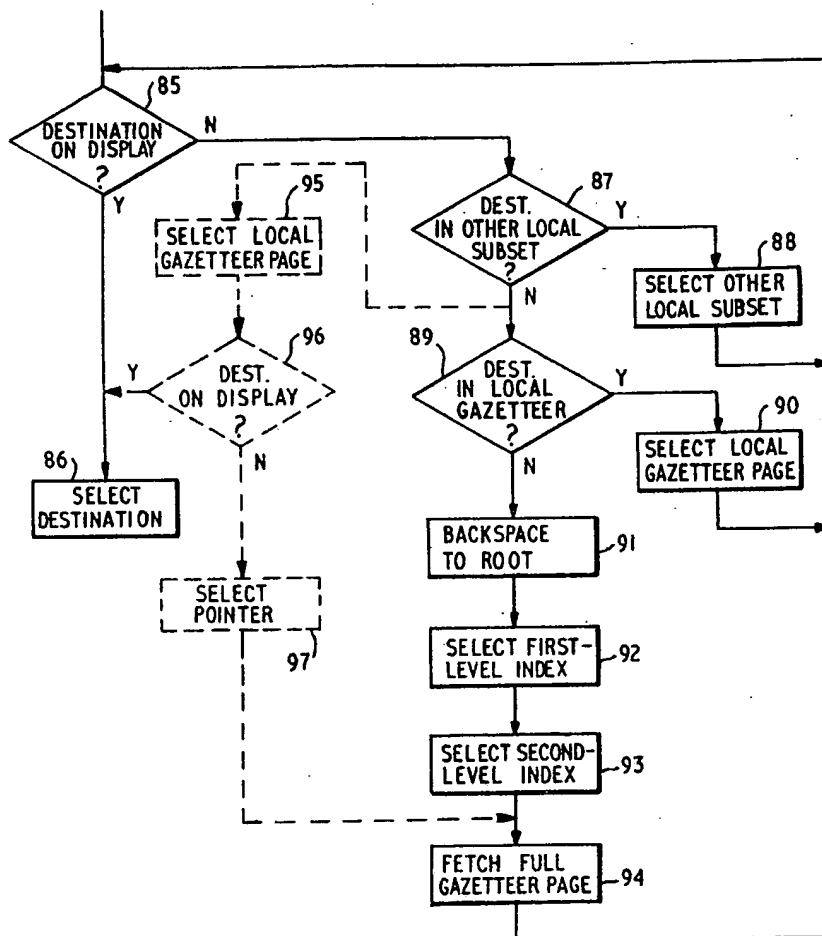 85
DESTINATION
ON DISPLAY
?
N
Y
95
SELECT LOCAL
GAZETTEER PAGE
87
DEST.
IN OTHER LOCAL
SUBSET
?
Y
N
88
SELECT OTHER
LOCAL SUBSET
96
DEST.
ON DISPLAY
?
Y
N
89
DEST.
IN LOCAL
GAZETTEER
?
Y
N
90
SELECT LOCAL
GAZETTEER PAGE
86
SELECT
DESTINATION
BACKSPACE
TO ROOT
91
SELECT
POINTER
97
SELECT FIRST-
LEVEL INDEX
92
SELECT SECOND-
LEVEL INDEX
93
FETCH FULL
GAZETTEER PAGE
94